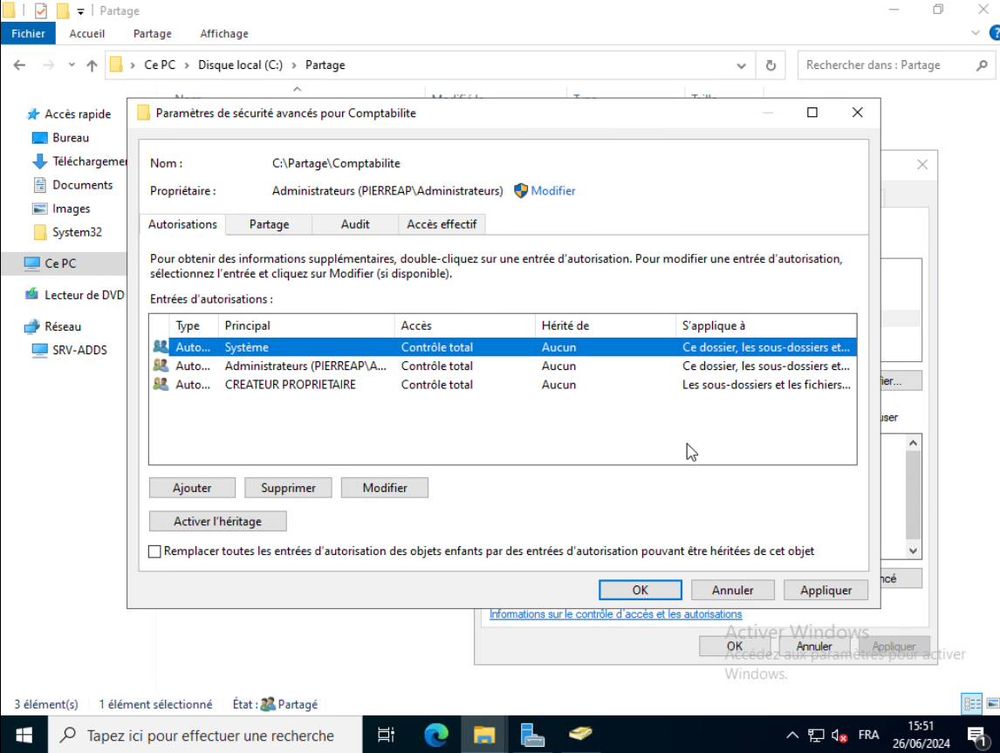 Partage
Fichier Accueil Partage Affichage
Ce PC > Disque local (C:) > Partage
Rechercher dans : Partage
Accès rapide
Bureau
Téléchargemen
Documents
Images
System32
Ce PC
Lecteur de DVD
Réseau
SRV-ADDS
Paramètres de sécurité avancés pour Comptabilite
Nom : C:\Partage\Comptabilite
Propriétaire : Administrateurs (PIERREAP\Administrateurs) Modifier
Autorisations Partage Audit Accès effectif
Pour obtenir des informations supplémentaires, double-cliquez sur une entrée d'autorisation. Pour modifier une entrée d'autorisation,
sélectionnez l'entrée et cliquez sur Modifier (si disponible).
Entrées d'autorisations :
Type Principal Accès Hérité de S'applique à
Auto... Système Contrôle total Aucun Ce dossier, les sous-dossiers et...
Auto... Administrateurs (PIERREAP\A... Contrôle total Aucun Ce dossier, les sous-dossiers et...
Auto... CREATEUR PROPRIETAIRE Contrôle total Aucun Les sous-dossiers et les fichiers...
Ajouter Supprimer Modifier
Activer l'héritage
Remplacer toutes les entrées d'autorisation des objets enfants par des entrées d'autorisation pouvant être héritées de cet objet
OK Annuler Appliquer
ier...
user
ncé
Informations sur le contrôle d'accès et les autorisations
OK Annuler Appliquer
Activer Windows
Accédez aux paramètres pour activer
Windows.
3 élément(s) 1 élément sélectionné État : Partagé
Tapez ici pour effectuer une recherche
FRA
15:51
26/06/2024
1